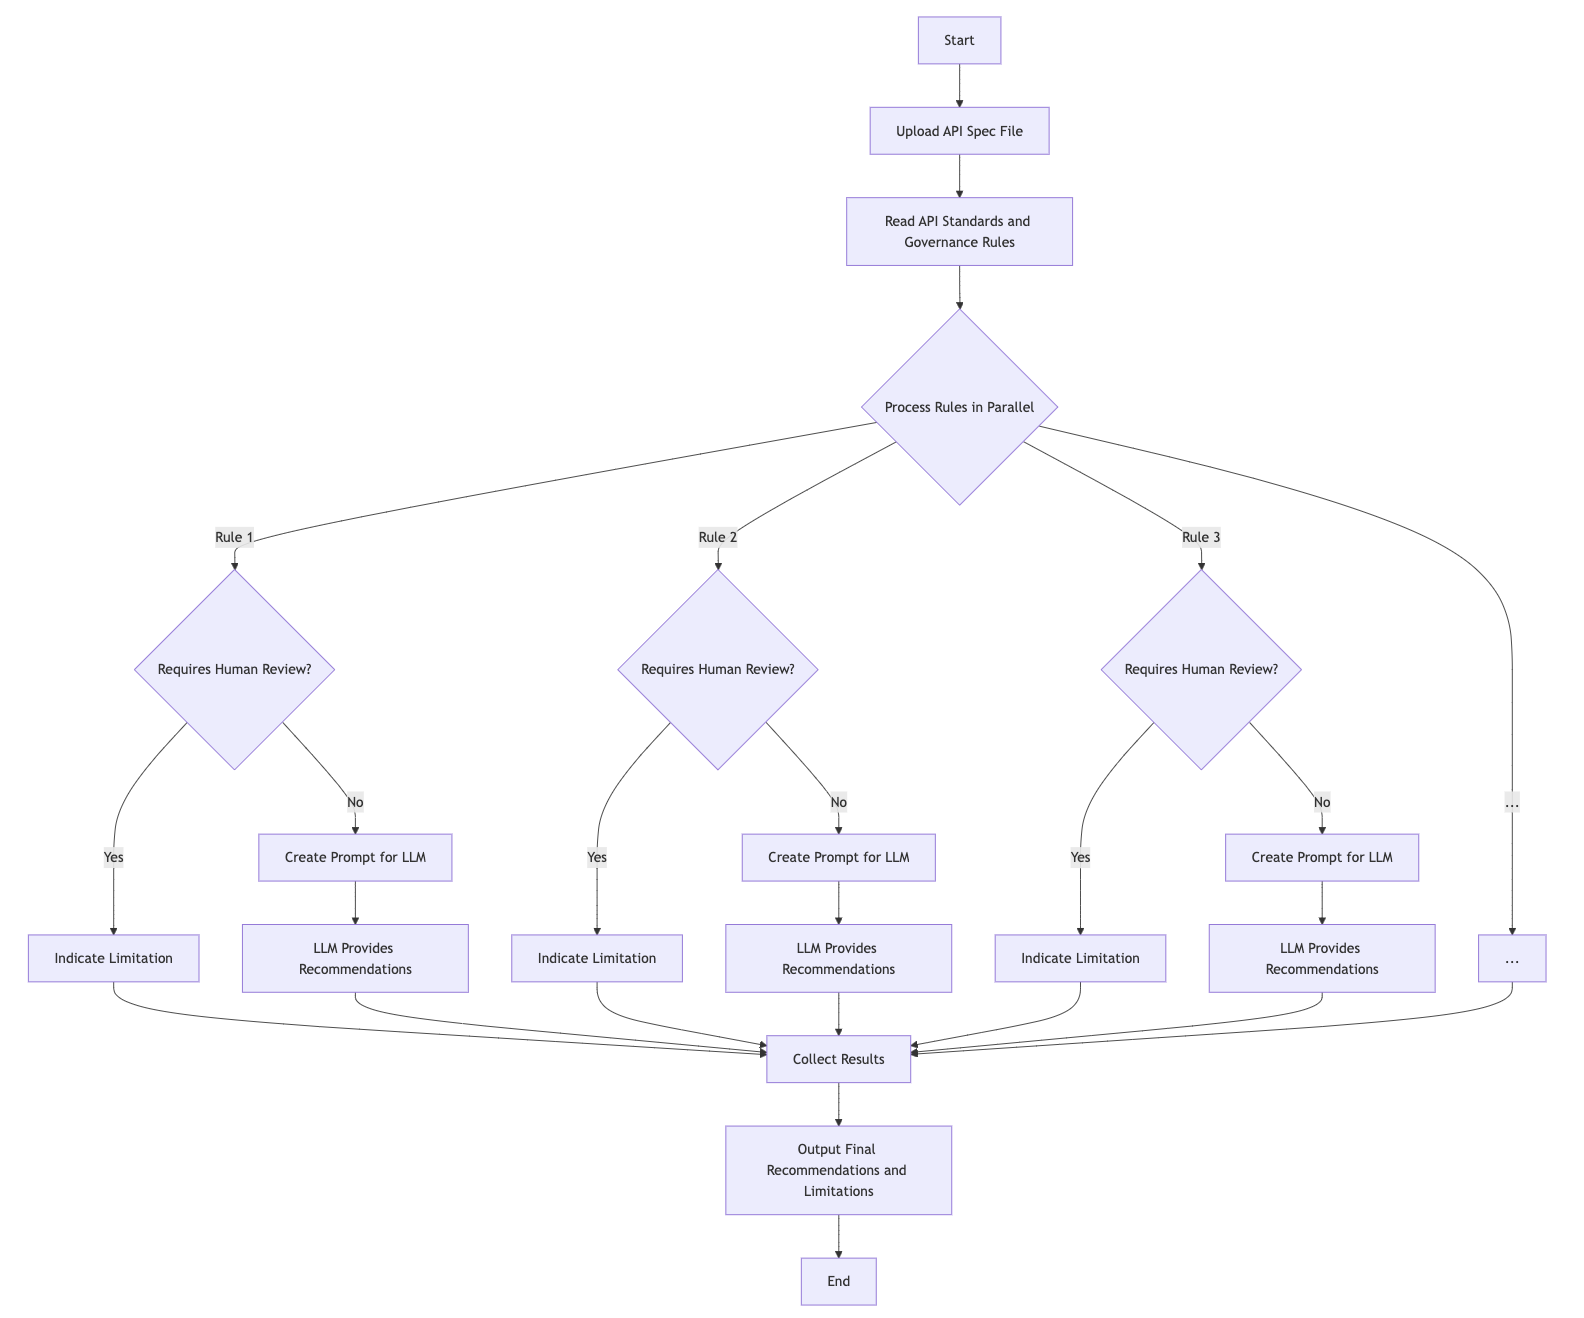 Start
Upload API Spec File
Read API Standards and
Governance Rules
Process Rules in Parallel
Rule 1
Rule 2
Rule 3
Requires Human Review?
Requires Human Review?
Requires Human Review?
No
No
No
...
Yes
Create Prompt for LLM
Yes
Create Prompt for LLM
Yes
Create Prompt for LLM
Indicate Limitation
LLM Provides
Recommendations
Indicate Limitation
LLM Provides
Recommendations
Indicate Limitation
LLM Provides
Recommendations
...
Collect Results
Output Final
Recommendations and
Limitations
End